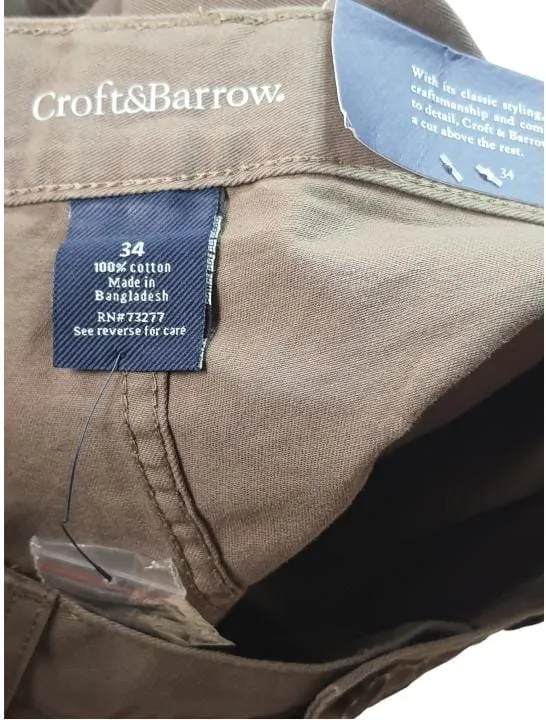 Croft&Barrow.
With its classic styling,
craftsmanship and com
to detail, Croft & Barrow
a cut above the rest.
34
34
100% cotton
Made in
Bangladesh
RN#73277
See reverse for care